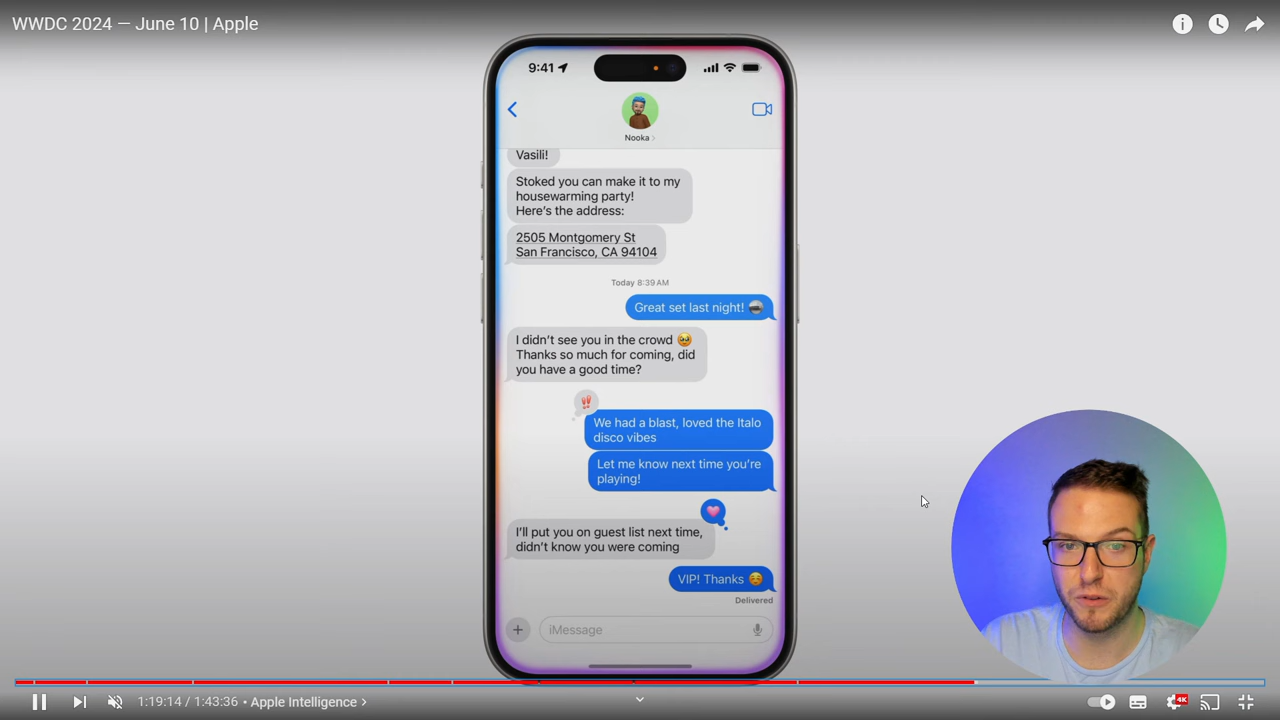 WWDC 2024 — June 10 | Apple
9:41
Nooka
Vasili!
Stoked you can make it to my
housewarming party!
Here's the address:
2505 Montgomery St
San Francisco, CA 94104
Today 8:39 AM
Great set last night!
I didn't see you in the crowd 🥹
Thanks so much for coming, did
you have a good time?
!!
We had a blast, loved the Italo
disco vibes
Let me know next time you're
playing!
I'll put you on guest list next time,
didn't know you were coming
VIP! Thanks ☺️
Delivered
iMessage
1:19:14 / 1:43:36 • Apple Intelligence
4K